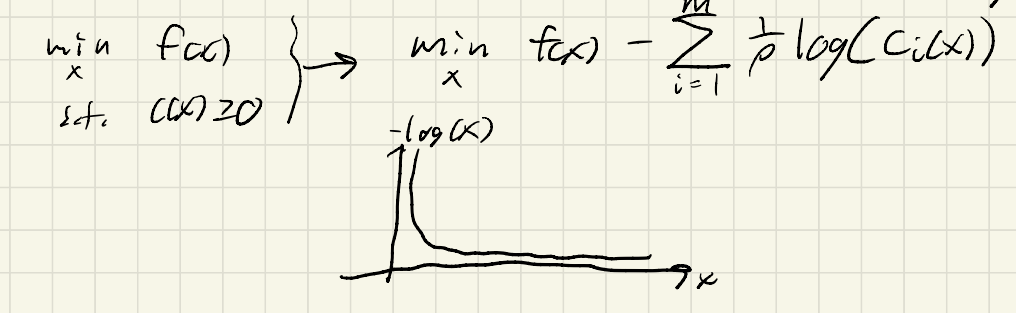 min f(x) } → min f(x) - Σ 1/ρ log(Ci(x))
x x i=1 m
s.t. C(x) ≥ 0
-log(x)
x